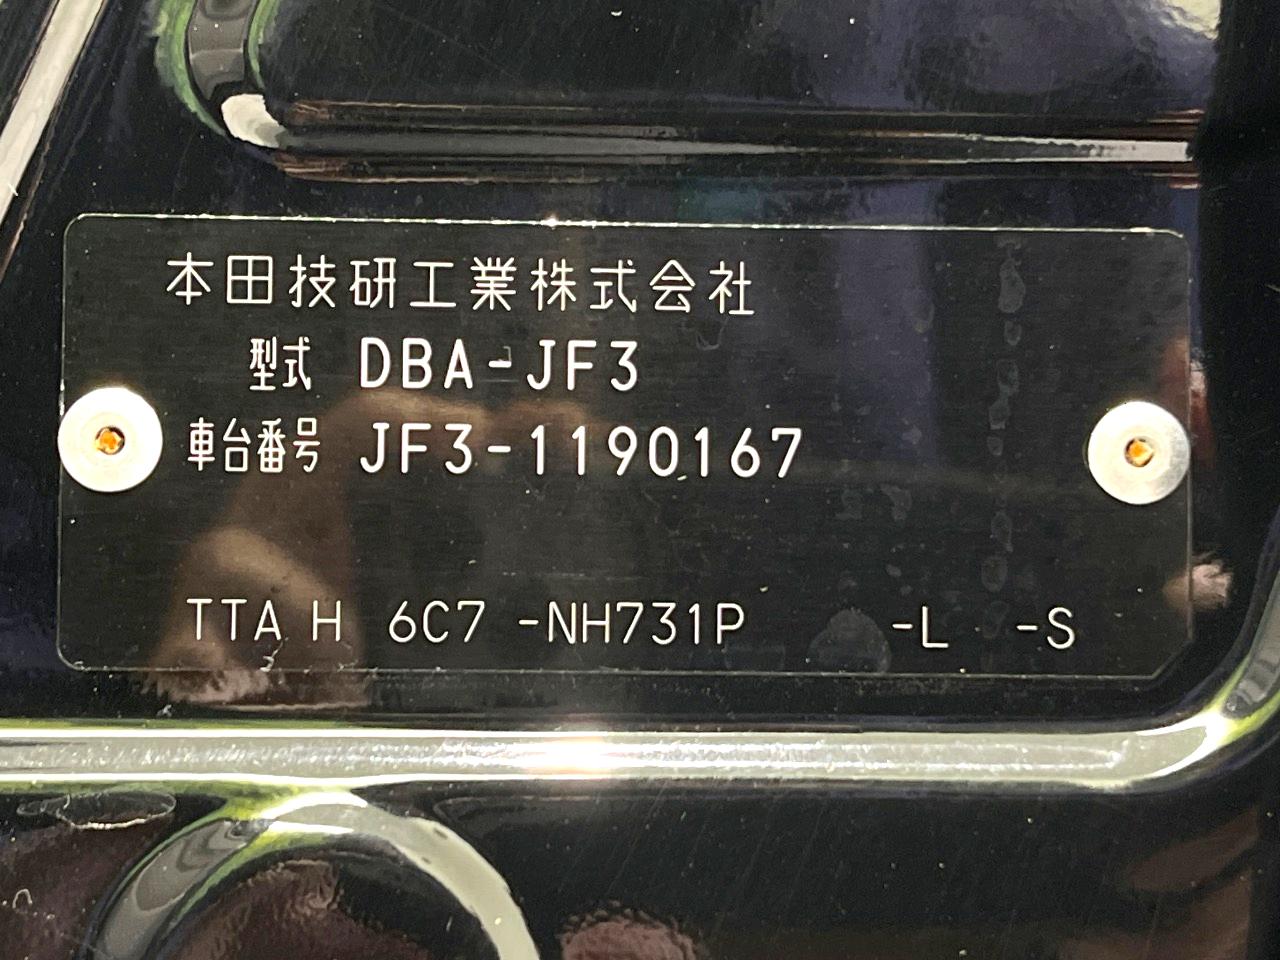 本田技研工業株式会社
型式 DBA-JF3
車台番号 JF3-1190167
TTA H 6C7 -NH731P -L -S